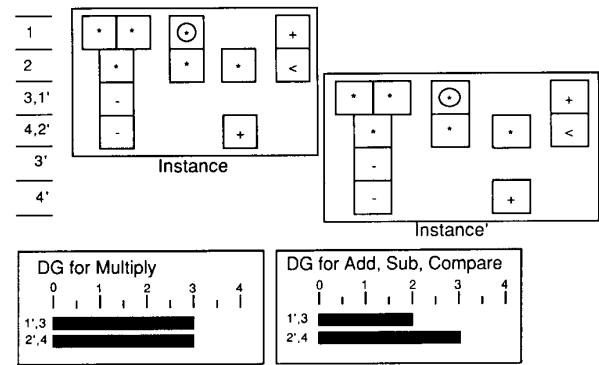 1
* * * +
2
* * * <
3,1'
-
* * * +
4,2'
- +
* * * <
3'
-
4'
- +
Instance
Instance'
DG for Multiply
0 1 2 3 4
1',3
2',4
DG for Add, Sub, Compare
0 1 2 3 4
1',3
2',4